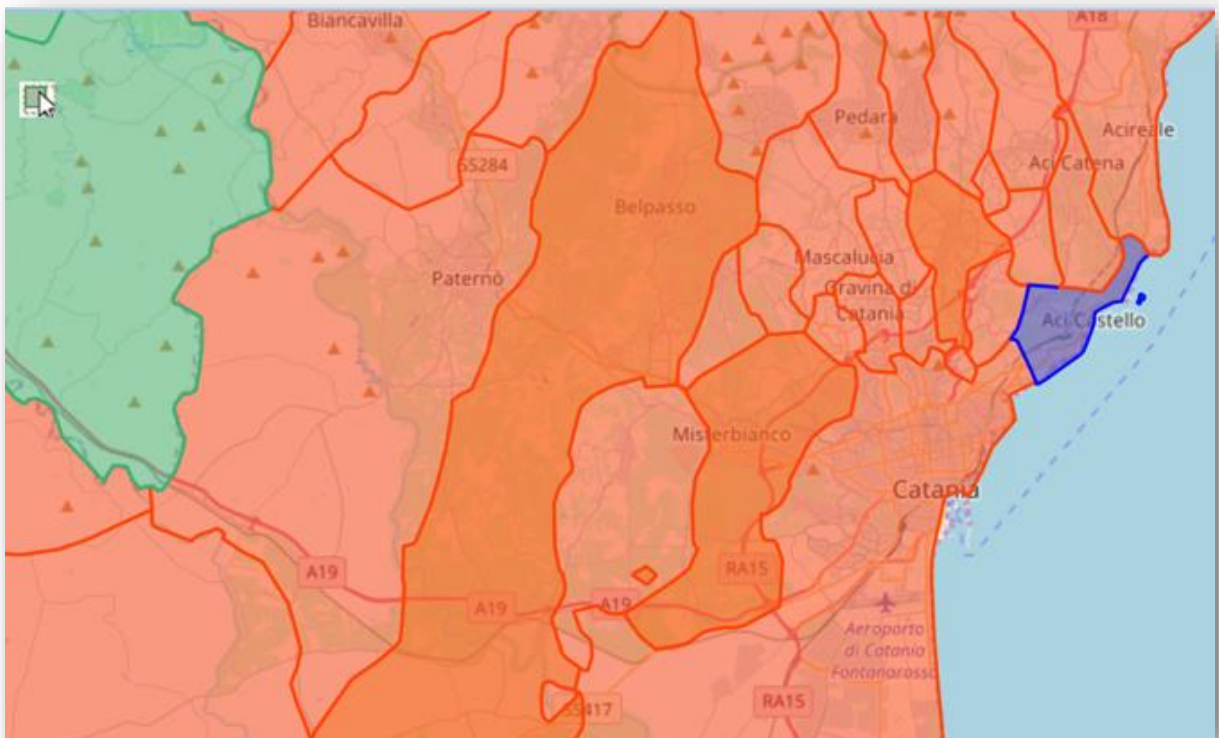 Biancavilla
A18
Pedara
Acireale
SS284
Aci Catena
Belpasso
Mascalucia
Paternò
Gravina di
Catania
Aci Castello
Misterbianco
Catania
A19
RA15
A19
A19
Aeroporto
di Catania
Fontanarossa
RA15
SS417